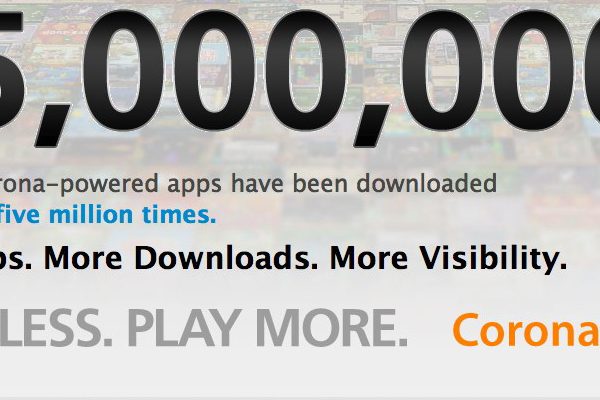 5,000,000
rona-powered apps have been downloaded
five million times.
ps. More Downloads. More Visibility.
LESS. PLAY MORE. Corona